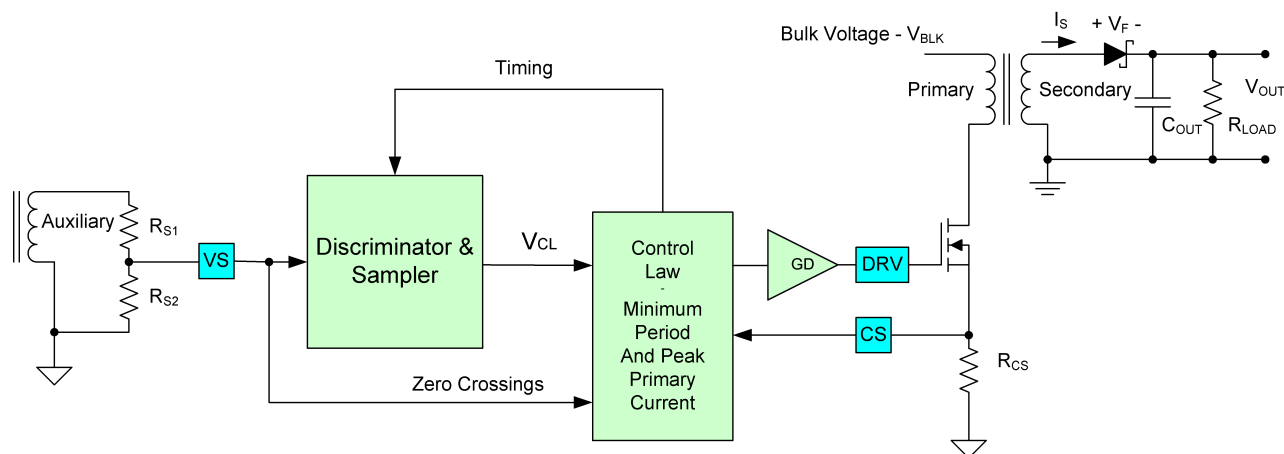 Bulk Voltage - VBLK
IS
+ VF -
Timing
Primary
Secondary
VOUT
COUT
RLOAD
Auxiliary
RS1
VS
RS2
Discriminator &
Sampler
VCL
Control
Law
-
Minimum
Period
And Peak
Primary
Current
GD
DRV
CS
RCS
Zero Crossings